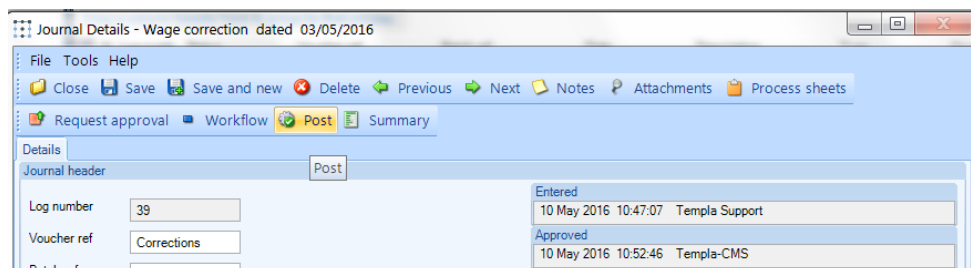 Journal Details - Wage correction dated 03/05/2016
File Tools Help
Close Save Save and new Delete Previous Next Notes Attachments Process sheets
Request approval Workflow Post Summary
Details
Journal header
Post
Entered
Log number 39
10 May 2016 10:47:07 Templa Support
Voucher ref Corrections
Approved
10 May 2016 10:52:46 Templa-CMS